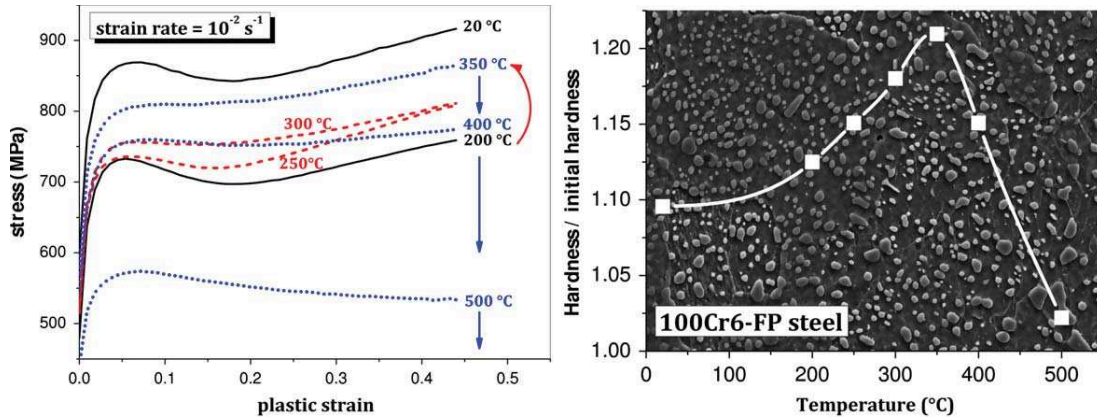 strain rate = 10⁻² s⁻¹
900
800
700
600
500
stress (MPa)
20 °C
350 °C
300 °C
400 °C
200 °C
250°C
500 °C
0.0 0.1 0.2 0.3 0.4 0.5
plastic strain
1.20
1.15
1.10
1.05
1.00
Hardness / initial hardness
100Cr6-FP steel
0 100 200 300 400 500
Temperature (°C)